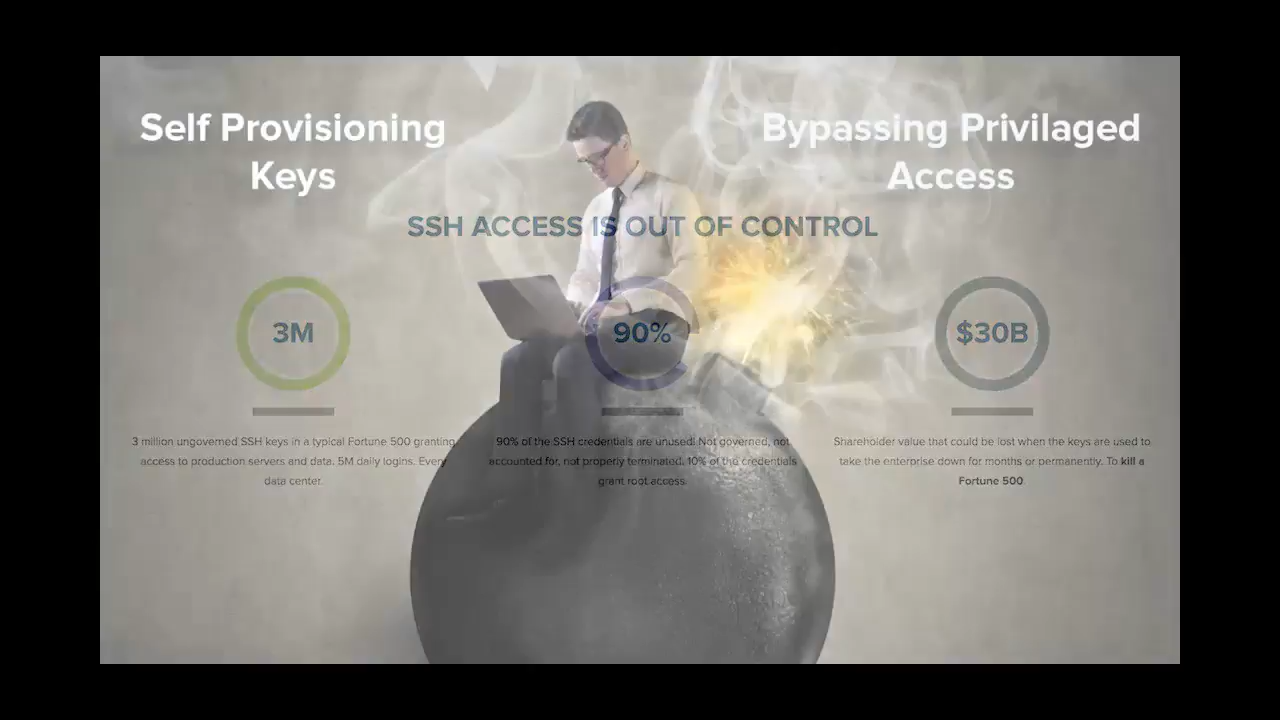 Self Provisioning
Keys
Bypassing Privilaged
Access
SSH ACCESS IS OUT OF CONTROL
3M
90%
$30B
3 million ungoverned SSH keys in a typical Fortune 500 granting
access to production servers and data. 5M daily logins. Every
data center.
90% of the SSH credentials are unused! Not governed, not
accounted for, not properly terminated. 10% of the credentials
grant root access.
Shareholder value that could be lost when the keys are used to
take the enterprise down for months or permanently. To kill a
Fortune 500.